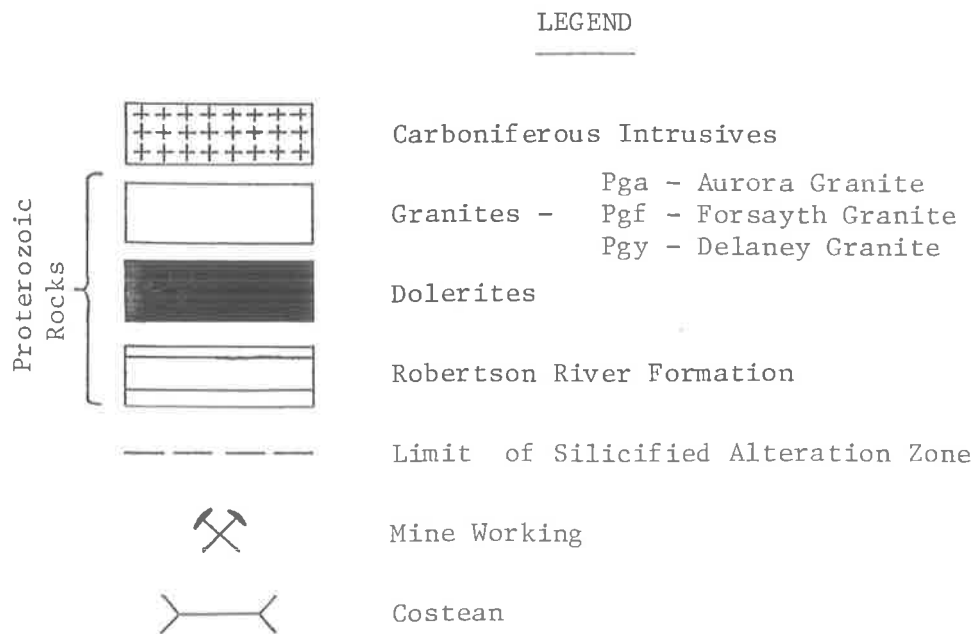 LEGEND
Carboniferous Intrusives
Pga - Aurora Granite
Granites - Pgf - Forsayth Granite
Pgy - Delaney Granite
Proterozoic
Rocks
Dolerites
Robertson River Formation
Limit of Silicified Alteration Zone
Mine Working
Costean